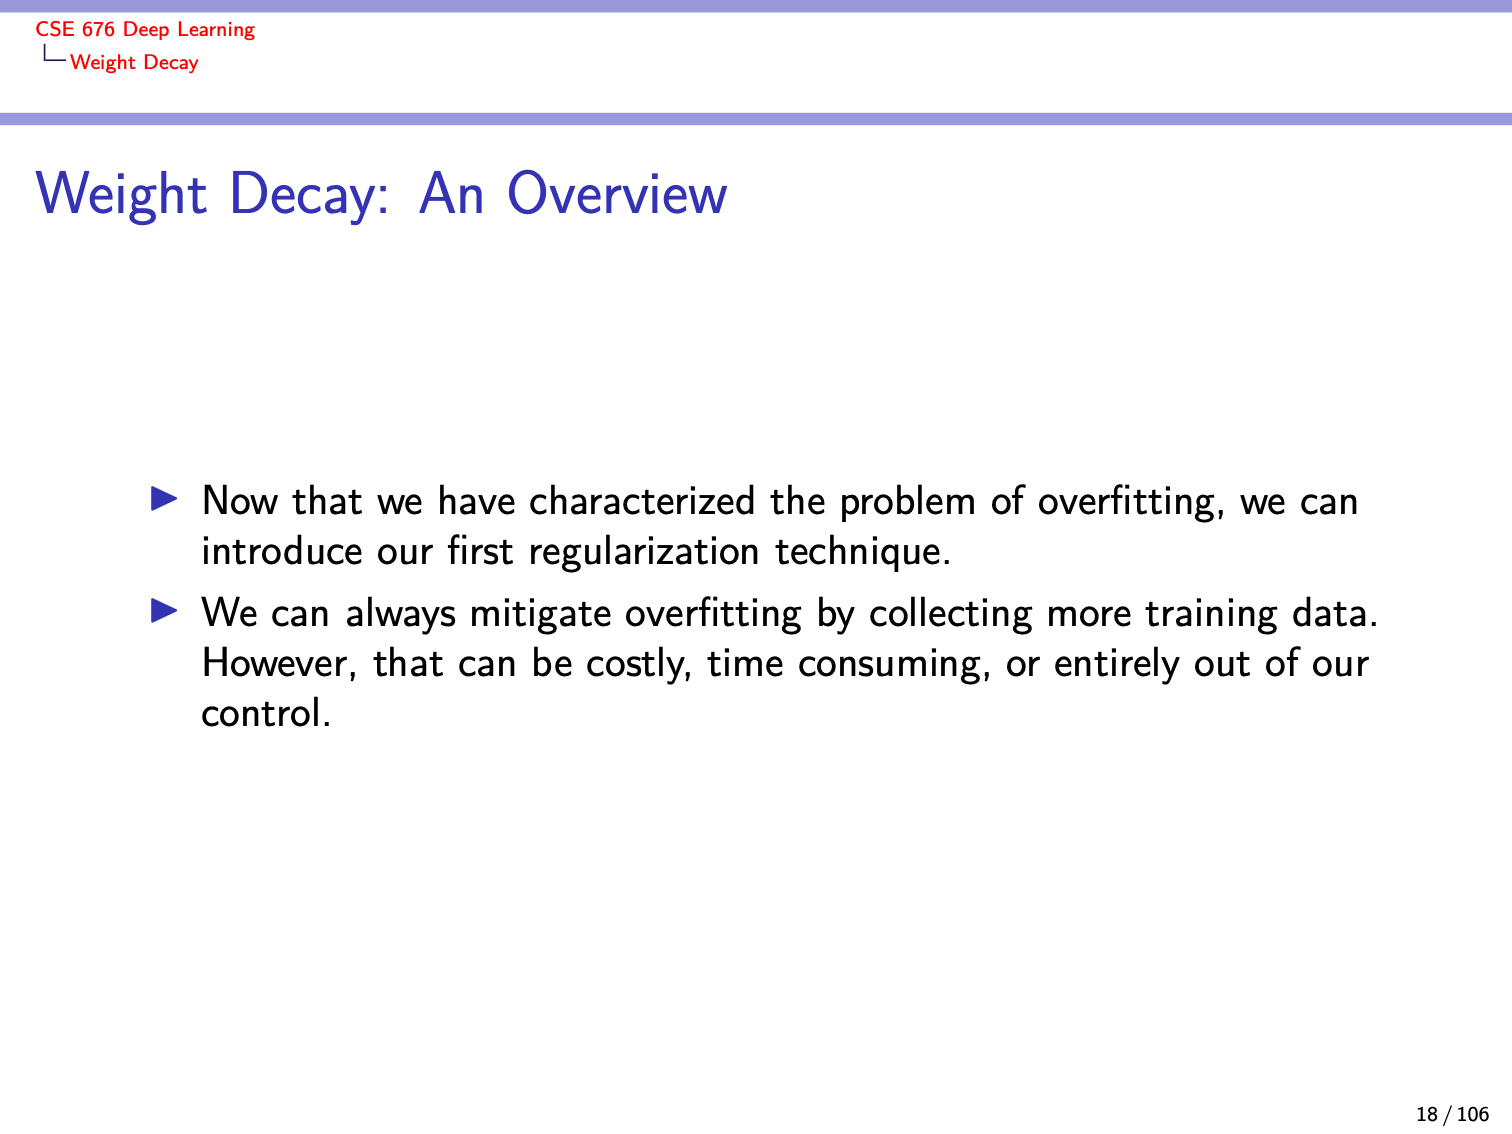 CSE 676 Deep Learning
Weight Decay
Weight Decay: An Overview
Now that we have characterized the problem of overfitting, we can
introduce our first regularization technique.
We can always mitigate overfitting by collecting more training data.
However, that can be costly, time consuming, or entirely out of our
control.
18 / 106